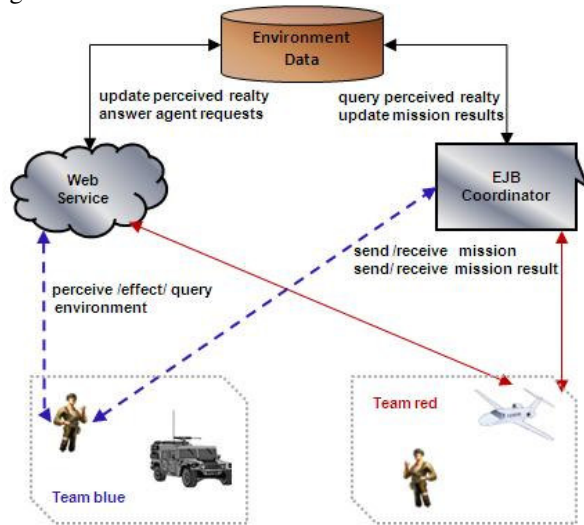 Environment
Data
update perceived realty
answer agent requests
query perceived realty
update mission results
Web
Service
EJB
Coordinator
send /receive mission
send/ receive mission result
perceive /effect/ query
environment
Team red
Team blue